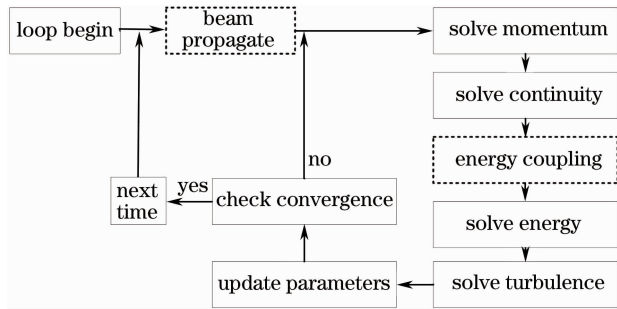 loop begin
beam
propagate
solve momentum
solve continuity
energy coupling
solve energy
solve turbulence
update parameters
check convergence
no
yes
next
time